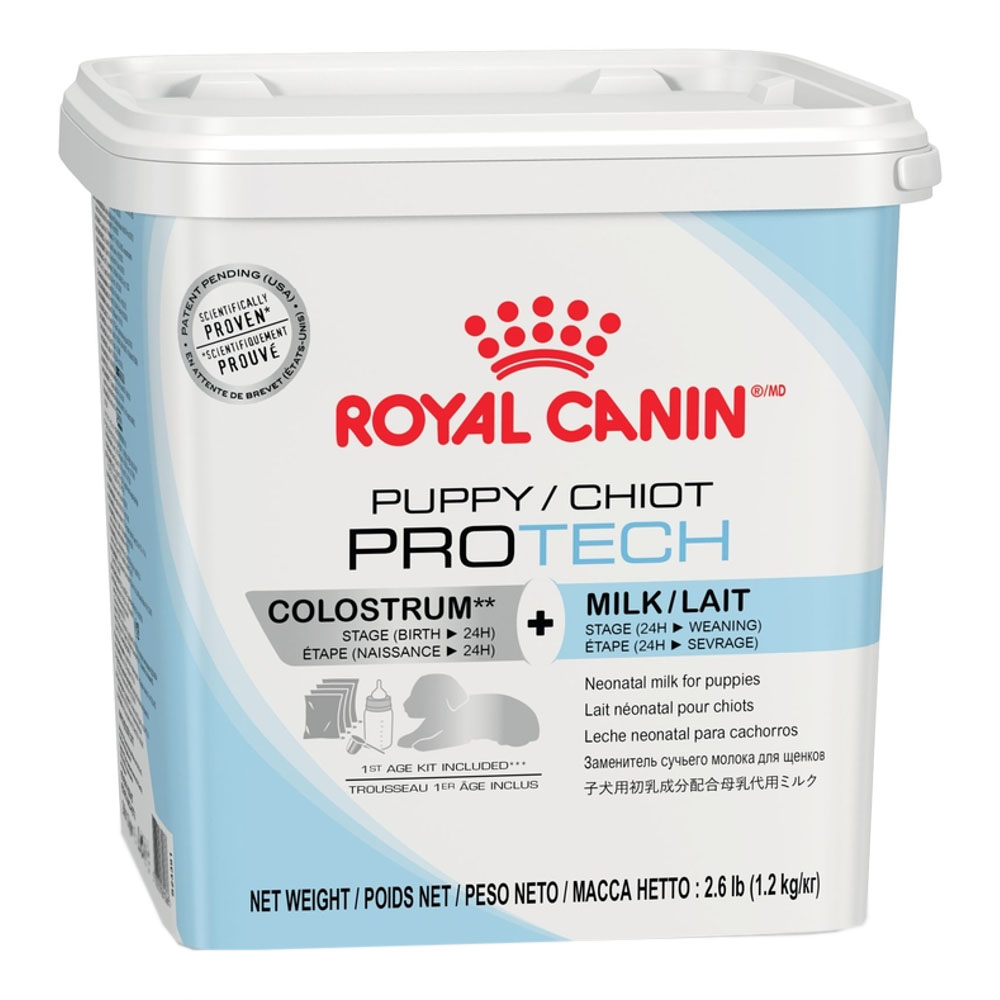 PATENT PENDING (USA)
SCIENTIFICALLY
PROVEN*
*SCIENTIFIQUEMENT
PROUVÉ
EN ATTENTE DE BREVET (ÉTATS-UNIS)
ROYAL CANIN®/MD
PUPPY / CHIOT
PROTECH
COLOSTRUM**
STAGE (BIRTH ► 24H)
ÉTAPE (NAISSANCE ► 24H)
+
MILK/LAIT
STAGE (24H ► WEANING)
ÉTAPE (24H ► SEVRAGE)
1ST AGE KIT INCLUDED***
TROUSSEAU 1ER ÂGE INCLUS
Neonatal milk for puppies
Lait néonatal pour chiots
Leche neonatal para cachorros
Заменитель сучьего молока для щенков
子犬用初乳成分配合母乳代用ミルク
NET WEIGHT / POIDS NET / PESO NETO / МАССА НЕТТО : 2.6 lb (1.2 kg/кг)